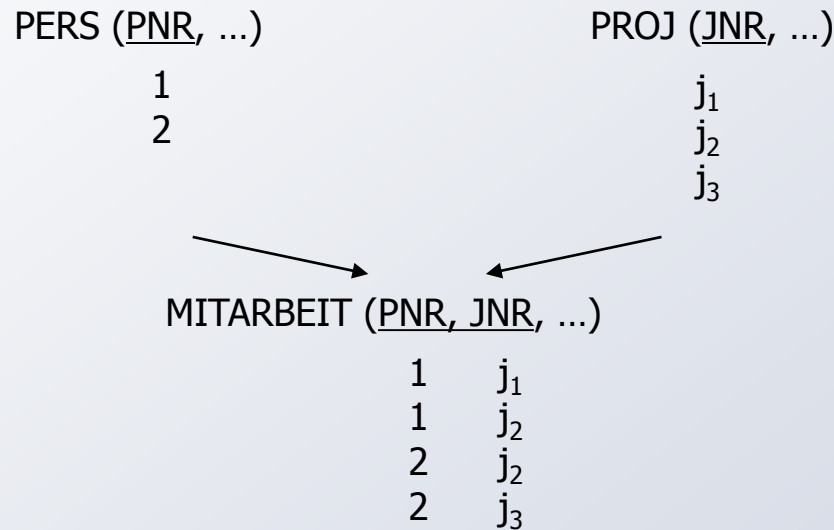 PERS (PNR, …)
1
2
PROJ (JNR, …)
j₁
j₂
j₃
MITARBEIT (PNR, JNR, …)
1 j₁
1 j₂
2 j₂
2 j₃